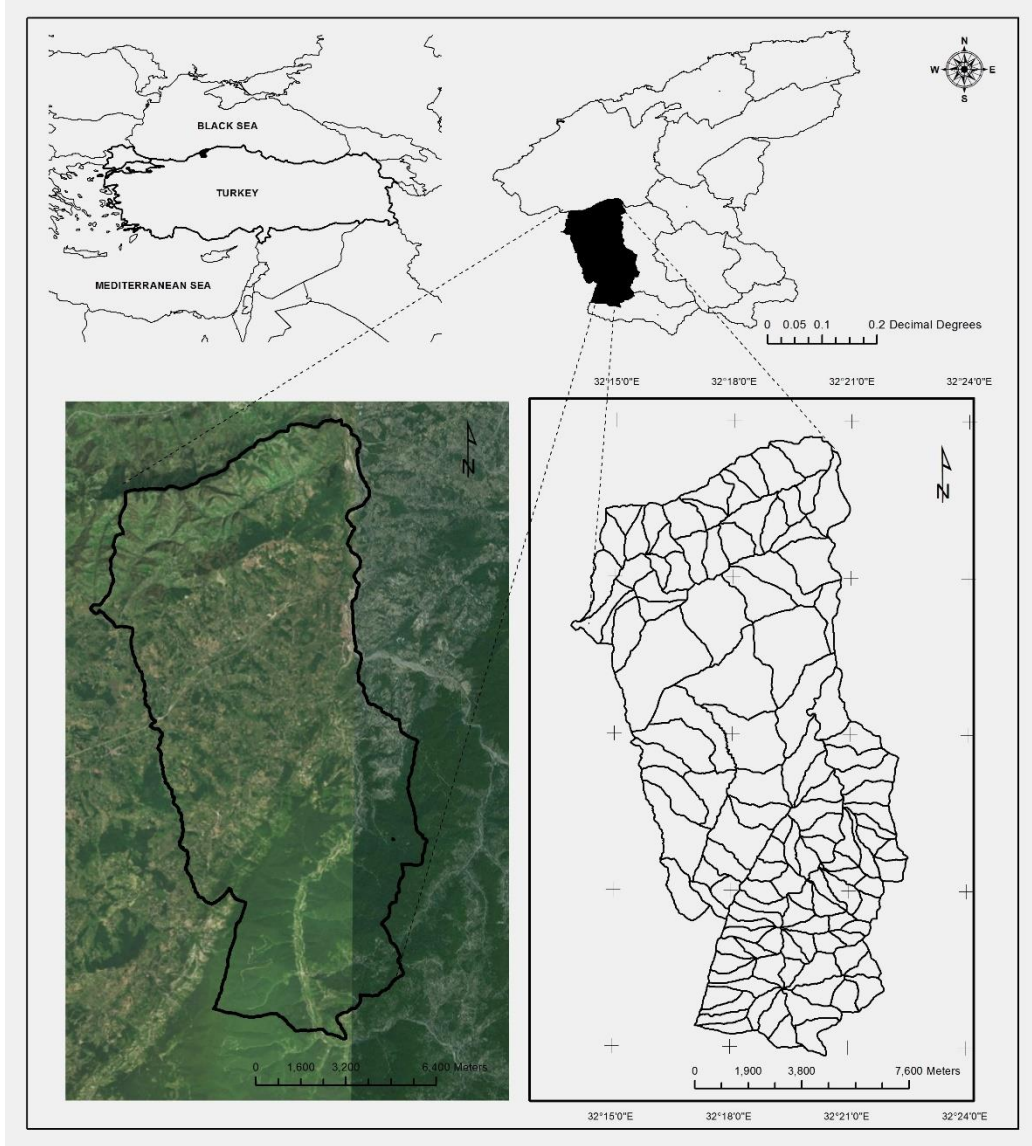 N
W E
S
BLACK SEA
TURKEY
MEDITERRANEAN SEA
0 0.05 0.1 0.2 Decimal Degrees
32°15'0"E 32°18'0"E 32°21'0"E 32°24'0"E
N
N
0 1,600 3,200 6,400 Meters
0 1,900 3,800 7,600 Meters
32°15'0"E 32°18'0"E 32°21'0"E 32°24'0"E